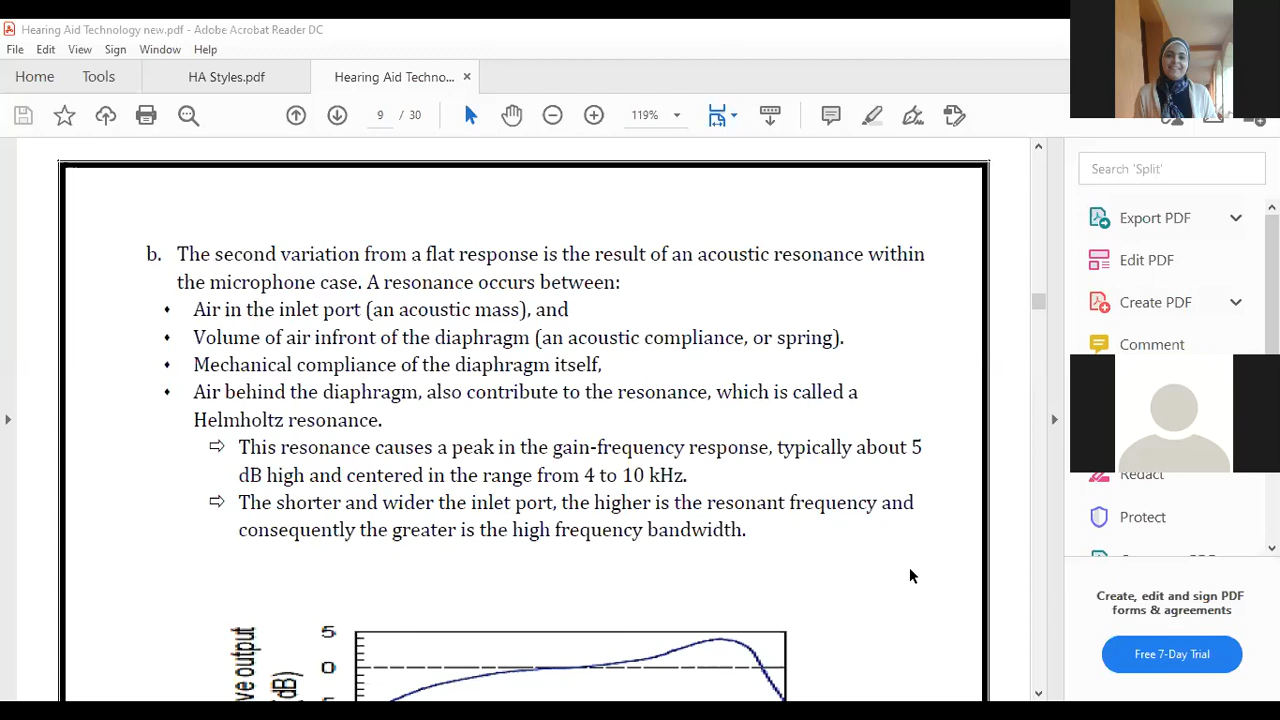 Hearing Aid Technology new.pdf - Adobe Acrobat Reader DC
File Edit View Sign Window Help
Home Tools HA Styles.pdf Hearing Aid Techno... ×
9 / 30 119%
Search 'Split'
Export PDF
Edit PDF
Create PDF
Comment
Redact
Protect
Create, edit and sign PDF
forms & agreements
Free 7-Day Trial
b. The second variation from a flat response is the result of an acoustic resonance within
the microphone case. A resonance occurs between:
⬧ Air in the inlet port (an acoustic mass), and
⬧ Volume of air infront of the diaphragm (an acoustic compliance, or spring).
⬧ Mechanical compliance of the diaphragm itself,
⬧ Air behind the diaphragm, also contribute to the resonance, which is called a
Helmholtz resonance.
⇨ This resonance causes a peak in the gain-frequency response, typically about 5
dB high and centered in the range from 4 to 10 kHz.
⇨ The shorter and wider the inlet port, the higher is the resonant frequency and
consequently the greater is the high frequency bandwidth.
5
0
output
dB)